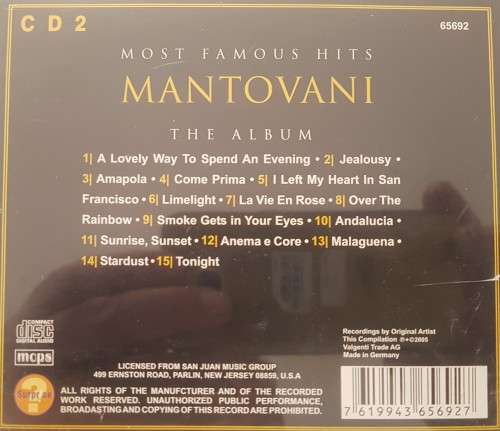 CD 2
65692
MOST FAMOUS HITS
MANTOVANI
THE ALBUM
1| A Lovely Way To Spend An Evening • 2| Jealousy •
3| Amapola • 4| Come Prima • 5| I Left My Heart In San
Francisco • 6| Limelight • 7| La Vie En Rose • 8| Over The
Rainbow • 9| Smoke Gets in Your Eyes • 10| Andalucia •
11| Sunrise, Sunset • 12| Anema e Core • 13| Malaguena •
14| Stardust • 15| Tonight
COMPACT
disc
DIGITAL AUDIO
mcps
Recordings by Original Artist
This Compilation ℗+© 2005
Valgenti Trade AG
Made in Germany
LICENSED FROM SAN JUAN MUSIC GROUP
499 ERNSTON ROAD, PARLIN, NEW JERSEY 08859, U.S.A
Surprise
?
ALL RIGHTS OF THE MANUFCTURER AND OF THE RECORDED
WORK RESERVED. UNAUTHORIZED PUBLIC PERFORMANCE,
BROADCASTING AND COPYING OF THIS RECORD ARE PROHIBITED.
7 619943 656927